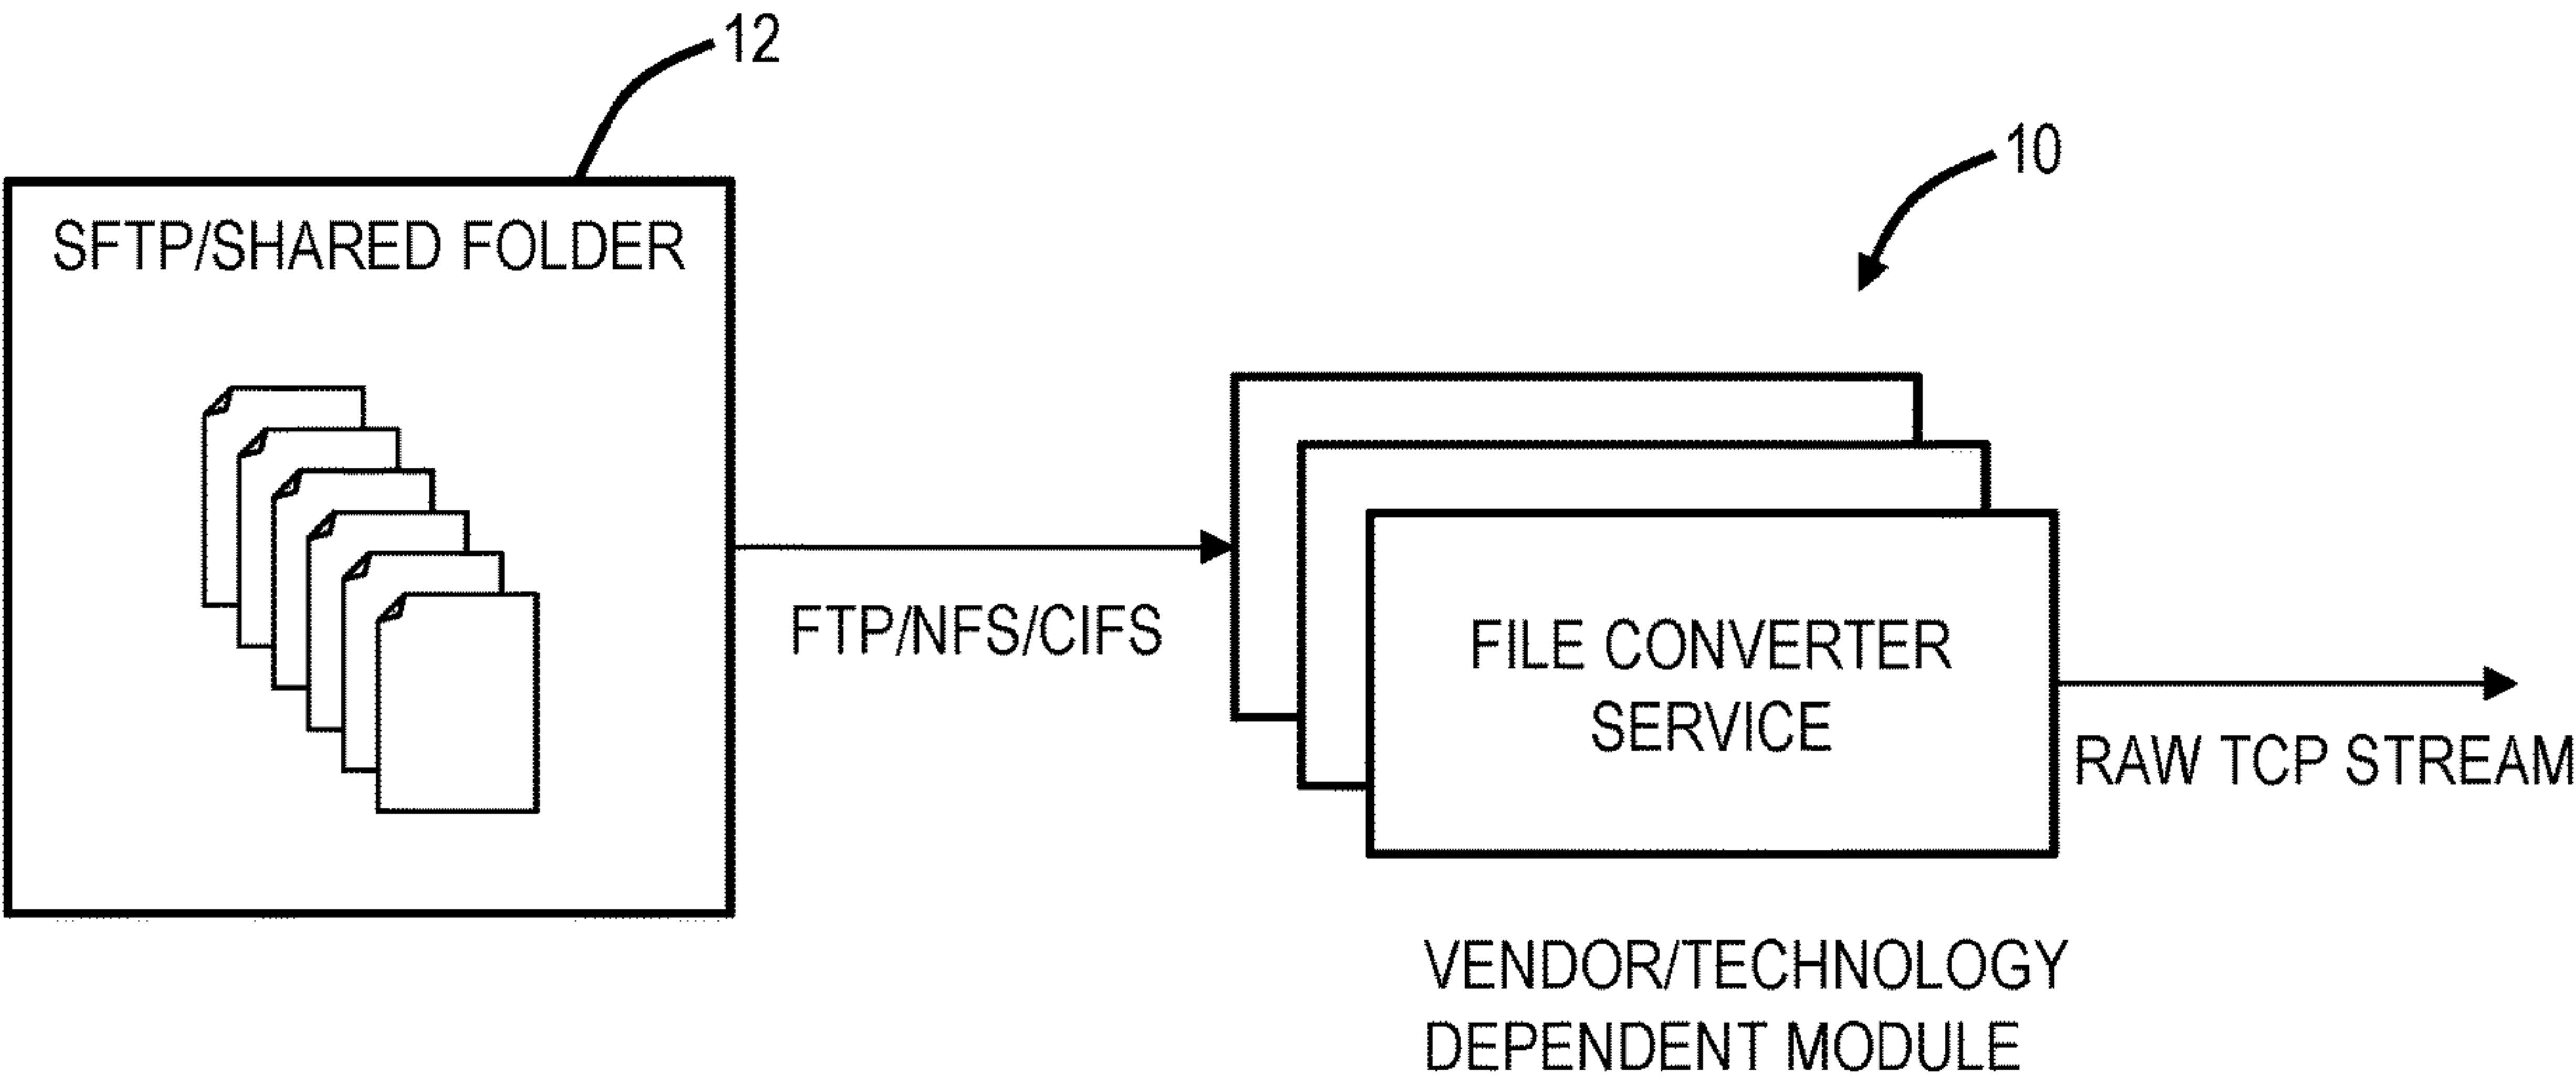 12
10
SFTP/SHARED FOLDER
FTP/NFS/CIFS
FILE CONVERTER
SERVICE
RAW TCP STREAM
VENDOR/TECHNOLOGY
DEPENDENT MODULE